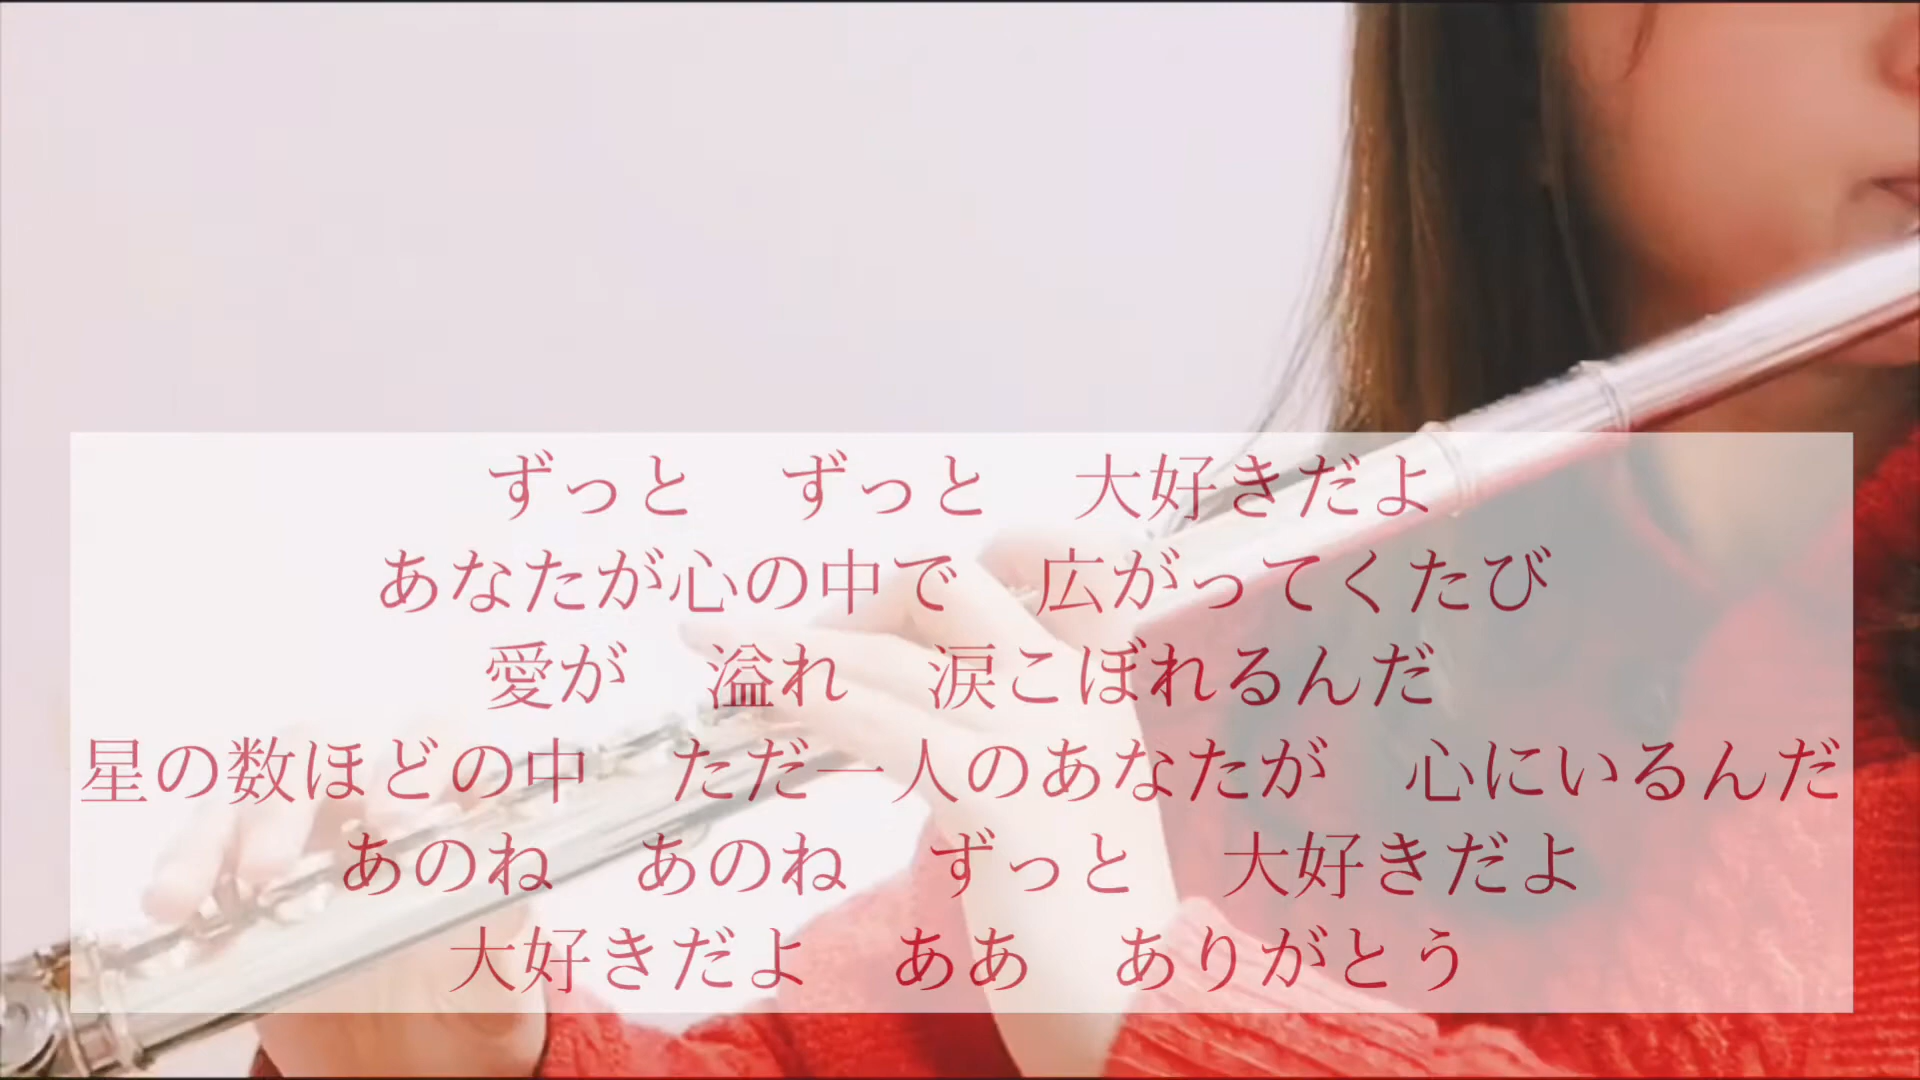 ずっと　ずっと　大好きだよ
あなたが心の中で　広がってくたび
愛が　溢れ　涙こぼれるんだ
星の数ほどの中　ただ一人のあなたが　心にいるんだ
あのね　あのね　ずっと　大好きだよ
大好きだよ　ああ　ありがとう